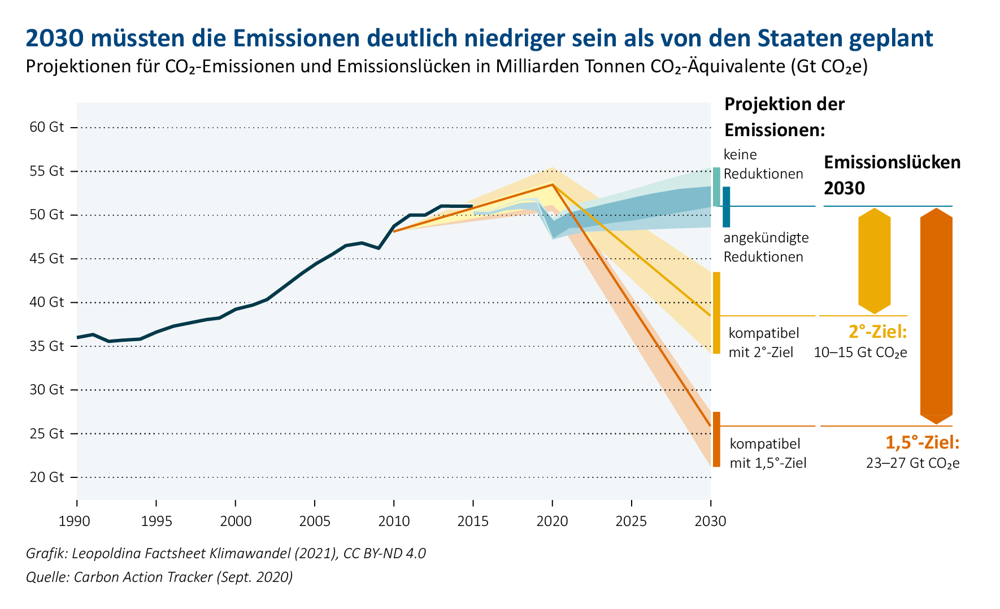 2030 müssten die Emissionen deutlich niedriger sein als von den Staaten geplant
Projektionen für CO₂-Emissionen und Emissionslücken in Milliarden Tonnen CO₂-Äquivalente (Gt CO₂e)
Projektion der
Emissionen:
60 Gt
keine
Reduktionen
Emissionslücken
2030
55 Gt
50 Gt
angekündigte
Reduktionen
45 Gt
40 Gt
kompatibel
mit 2°-Ziel
2°-Ziel:
10–15 Gt CO₂e
35 Gt
30 Gt
25 Gt
kompatibel
mit 1,5°-Ziel
1,5°-Ziel:
23–27 Gt CO₂e
20 Gt
1990 1995 2000 2005 2010 2015 2020 2025 2030
Grafik: Leopoldina Factsheet Klimawandel (2021), CC BY-ND 4.0
Quelle: Carbon Action Tracker (Sept. 2020)